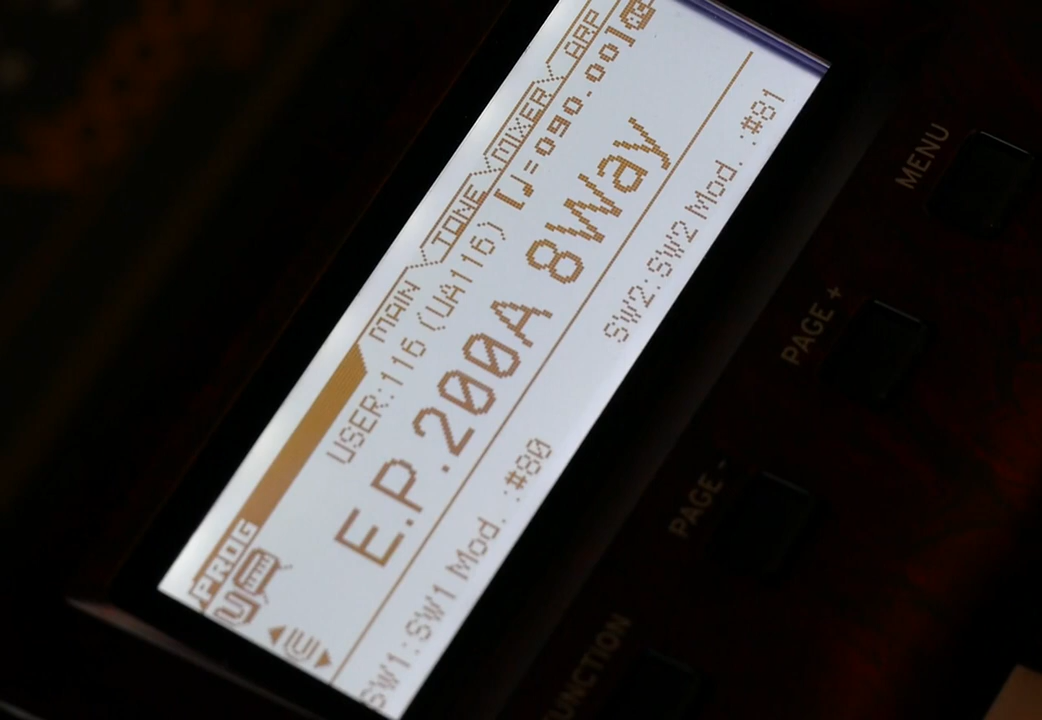 PROG MAIN TONE MIXER ARP
U USER:116 (UA116) [♩=090.00]
U E.P.200A 8Way
SW1:SW1 Mod. :#80 SW2:SW2 Mod. :#81
MENU
PAGE +
PAGE -
FUNCTION